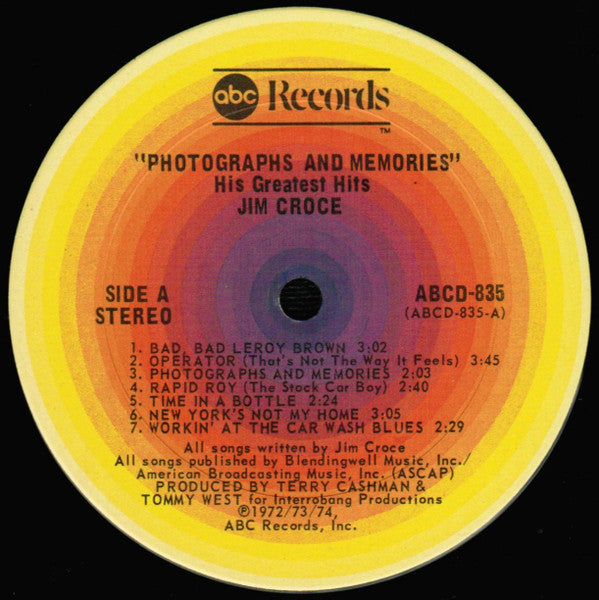 abc Records
TM
"PHOTOGRAPHS AND MEMORIES"
His Greatest Hits
JIM CROCE
SIDE A
STEREO
ABCD-835
(ABCD-835-A)
1. BAD, BAD LEROY BROWN 3:02
2. OPERATOR (That's Not The Way It Feels) 3:45
3. PHOTOGRAPHS AND MEMORIES 2:03
4. RAPID ROY (The Stock Car Boy) 2:40
5. TIME IN A BOTTLE 2:24
6. NEW YORK'S NOT MY HOME 3:05
7. WORKIN' AT THE CAR WASH BLUES 2:29
All songs written by Jim Croce
All songs published by Blendingwell Music, Inc./
American Broadcasting Music, Inc. (ASCAP)
PRODUCED BY TERRY CASHMAN &
TOMMY WEST for Interrobang Productions
℗1972/73/74,
ABC Records, Inc.